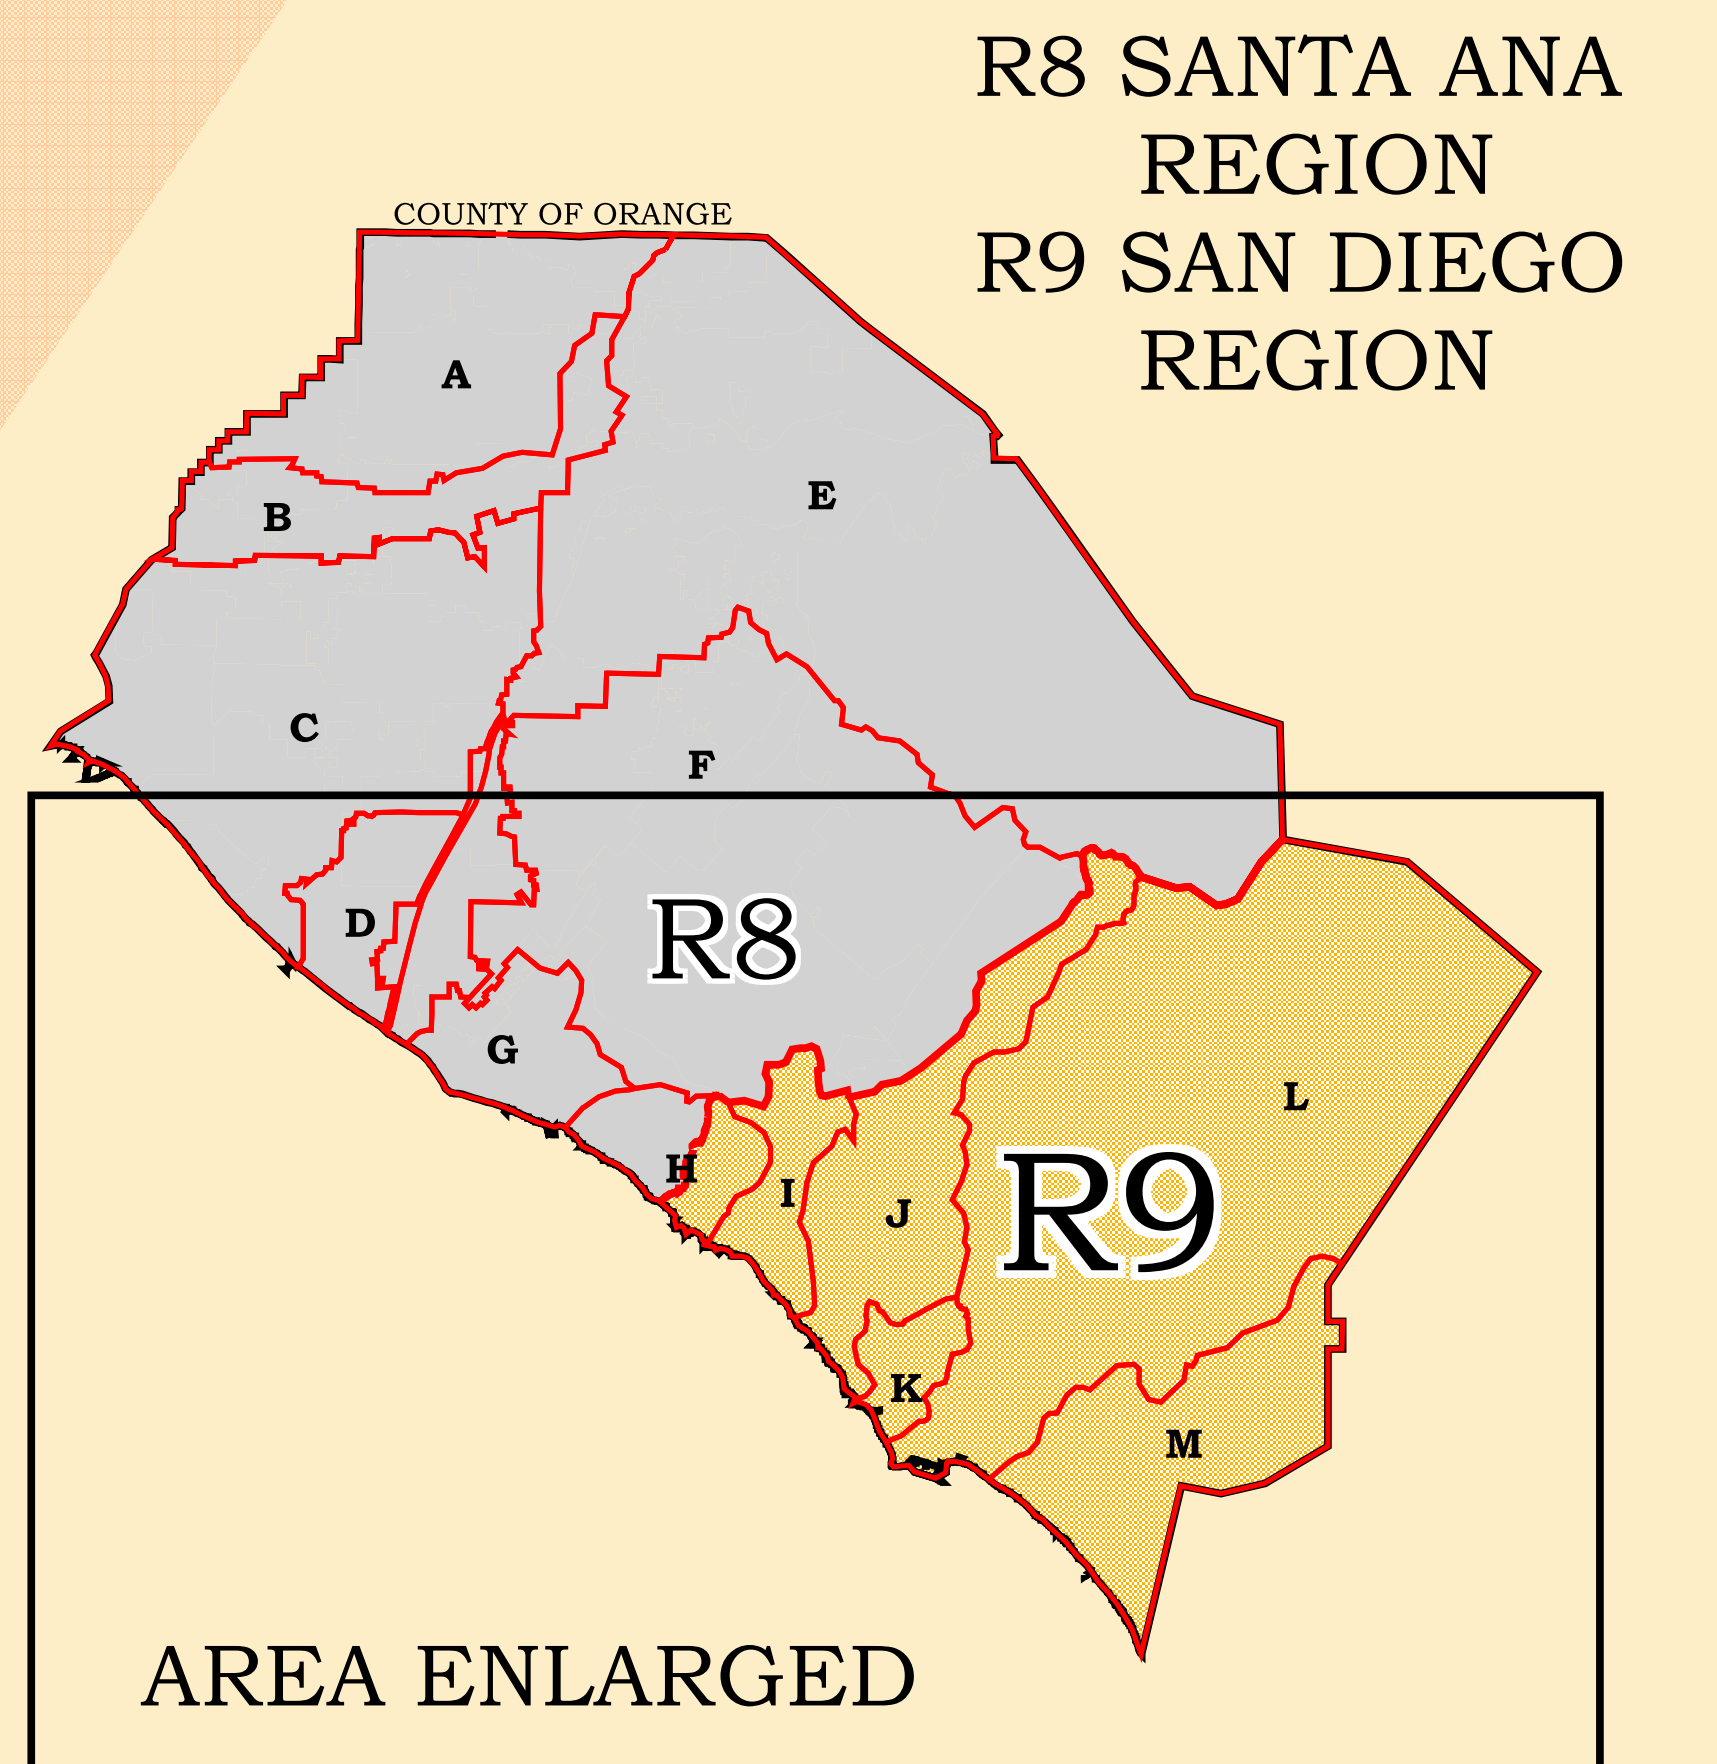 R8 SANTA ANA
REGION
R9 SAN DIEGO
REGION
COUNTY OF ORANGE
A
E
B
C
F
D
R8
G
L
H
I
J
R9
K
M
AREA ENLARGED